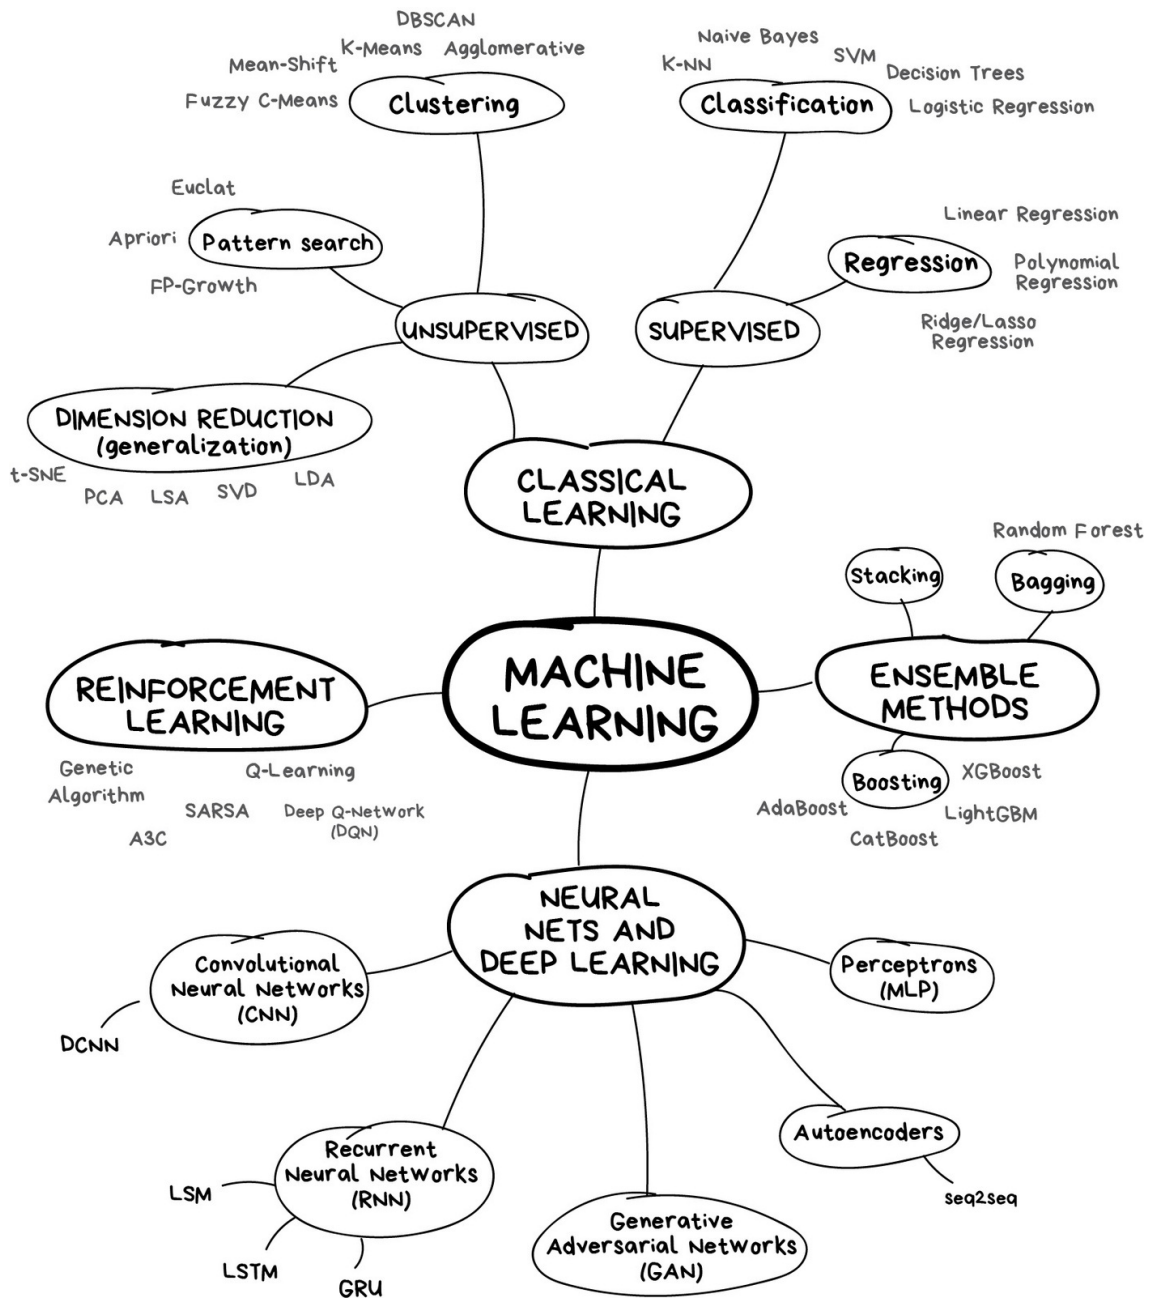 DBSCAN
K-Means
Agglomerative
Mean-Shift
Fuzzy C-Means
Clustering
Naive Bayes
K-NN
SVM
Decision Trees
Classification
Logistic Regression
Euclat
Apriori
Pattern search
FP-Growth
Linear Regression
Regression
Polynomial
Regression
Ridge/Lasso
Regression
UNSUPERVISED
SUPERVISED
DIMENSION REDUCTION
(generalization)
t-SNE
PCA
LSA
SVD
LDA
CLASSICAL
LEARNING
Random Forest
Stacking
Bagging
REINFORCEMENT
LEARNING
MACHINE
LEARNING
ENSEMBLE
METHODS
Genetic
Algorithm
Q-Learning
SARSA
Deep Q-Network
(DQN)
A3C
Boosting
XGBoost
AdaBoost
LightGBM
CatBoost
NEURAL
NETS AND
DEEP LEARNING
Convolutional
Neural Networks
(CNN)
DCNN
Perceptrons
(MLP)
Recurrent
Neural Networks
(RNN)
LSM
LSTM
GRU
Generative
Adversarial Networks
(GAN)
Autoencoders
seq2seq